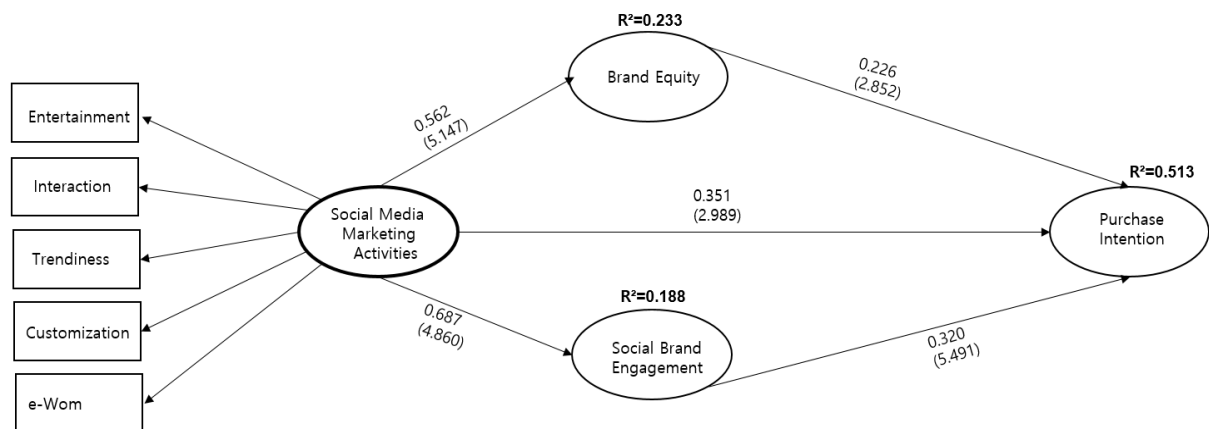 R²=0.233
Brand Equity
0.226
(2.852)
Entertainment
0.562
(5.147)
Interaction
R²=0.513
0.351
(2.989)
Social Media
Marketing
Activities
Purchase
Intention
Trendiness
R²=0.188
0.687
(4.860)
Customization
Social Brand
Engagement
0.320
(5.491)
e-Wom